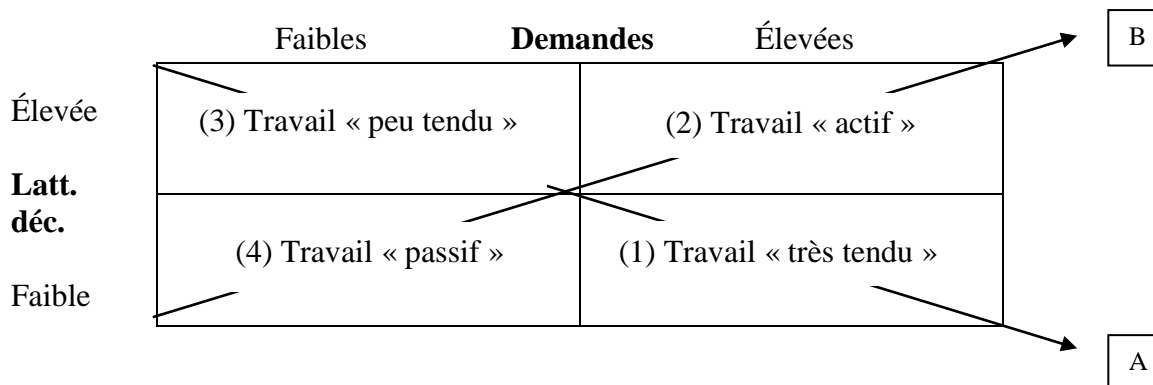 Faibles Demandes Élevées B
Élevée (3) Travail « peu tendu » (2) Travail « actif »
Latt.
déc.
(4) Travail « passif » (1) Travail « très tendu »
Faible
A